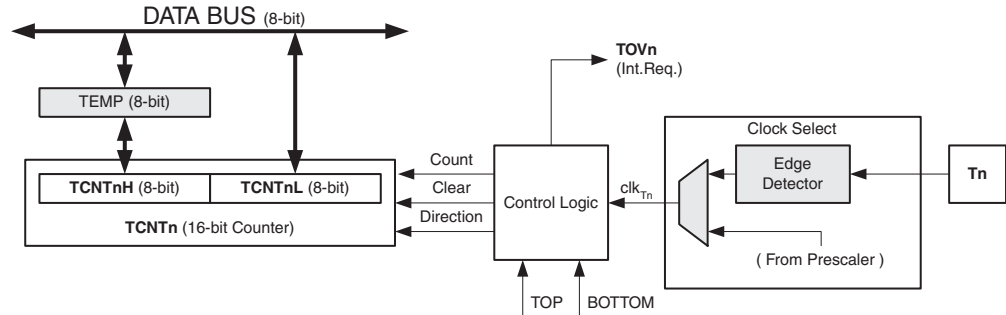 DATA BUS (8-bit)
TOVn
(Int.Req.)
TEMP (8-bit)
Clock Select
Count
Edge
Detector
TCNTnH (8-bit) TCNTnL (8-bit)
Clear
Control Logic
clkTn
Tn
Direction
TCNTn (16-bit Counter)
( From Prescaler )
TOP
BOTTOM